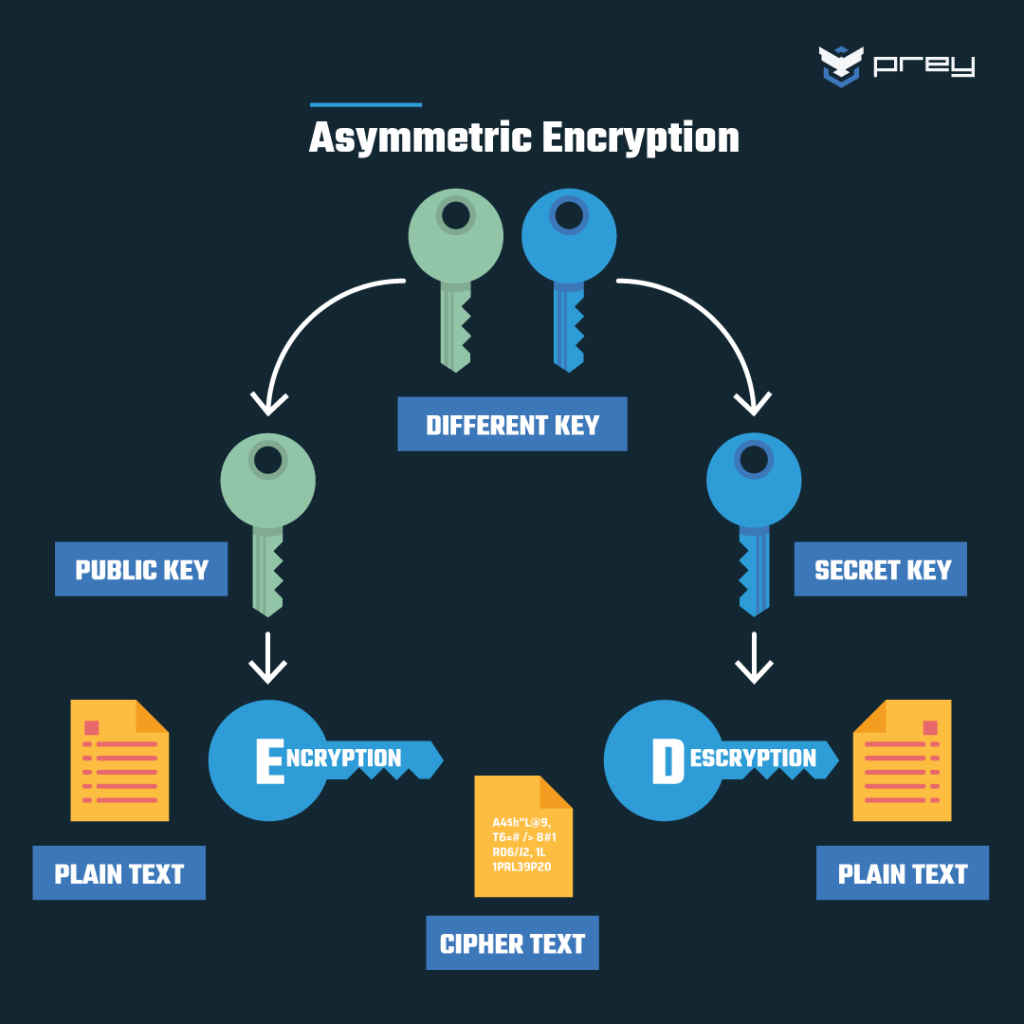 prey
Asymmetric Encryption
DIFFERENT KEY
PUBLIC KEY
SECRET KEY
ENCRYPTION
DESCRYPTION
A4$h"L@9,
T6=# /> 8#1
R06/J2, 1L
1PRL39P20
PLAIN TEXT
PLAIN TEXT
CIPHER TEXT